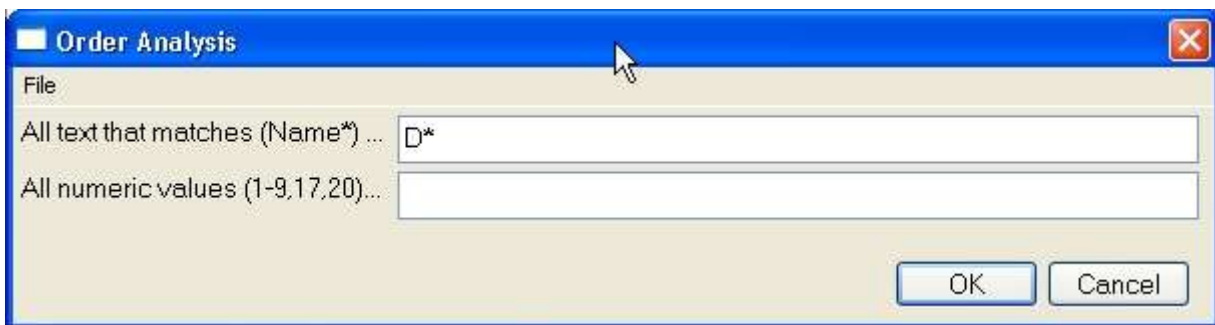 Order Analysis
File
All text that matches (Name*) ... D*
All numeric values (1-9,17,20)...
OK Cancel